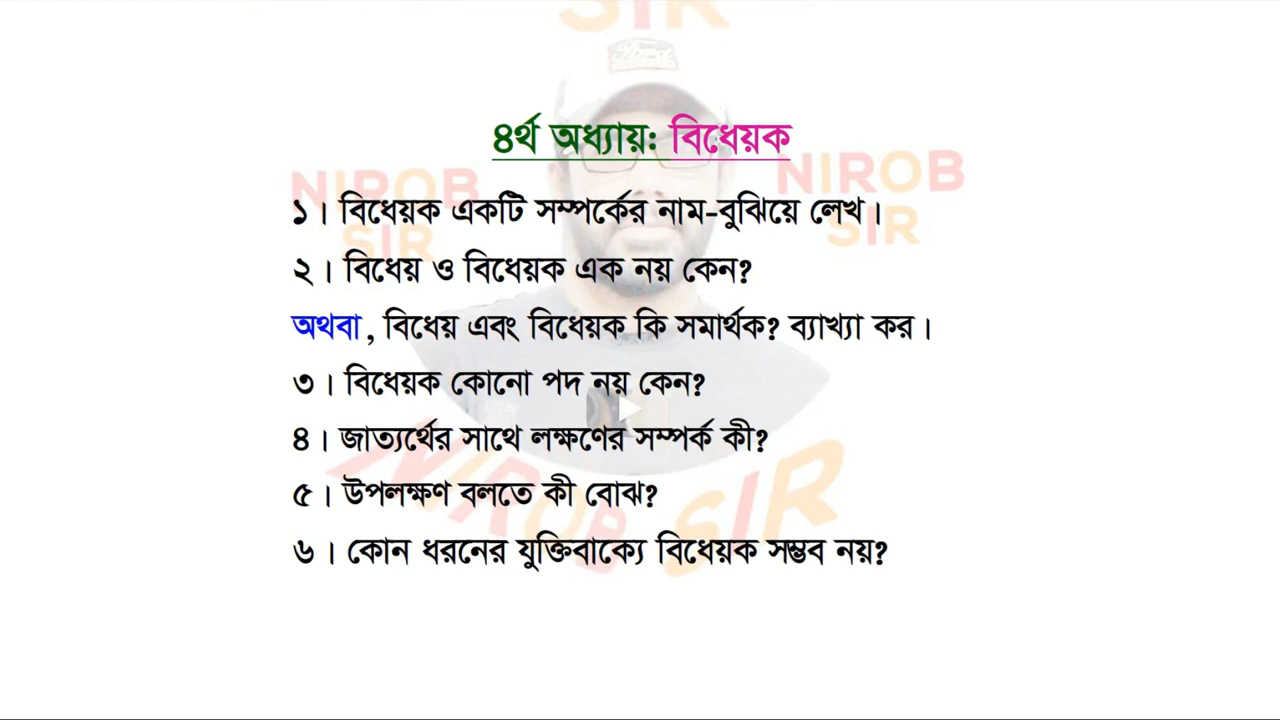 SIR
Ford
৪র্থ অধ্যায়: বিধেয়ক
NIROB SIR
NIROB SIR
১। বিধেয়ক একটি সম্পর্কের নাম-বুঝিয়ে লেখ।
২। বিধেয় ও বিধেয়ক এক নয় কেন?
অথবা, বিধেয় এবং বিধেয়ক কি সমার্থক? ব্যাখ্যা কর।
৩। বিধেয়ক কোনো পদ নয় কেন?
৪। জাত্যর্থের সাথে লক্ষণের সম্পর্ক কী?
৫। উপলক্ষণ বলতে কী বোঝ?
৬। কোন ধরনের যুক্তিবাক্যে বিধেয়ক সম্ভব নয়?
NIROB SIR